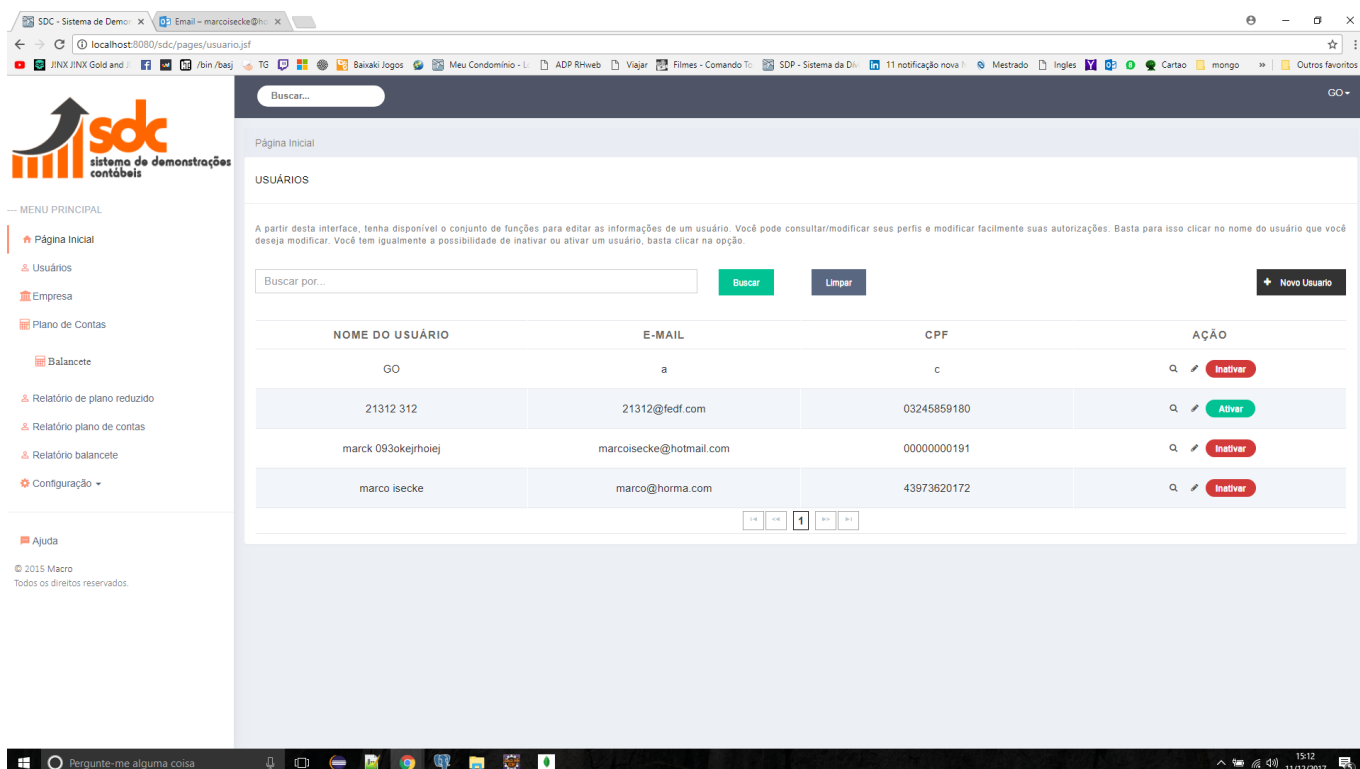 SDC - Sistema de Demon
Email – marcoisecke@ho
localhost:8080/sdc/pages/usuario.jsf
JINX JINX Gold and J
/bin/basj
TG
Baixaki Jogos
Meu Condomínio - L
ADP RHweb
Viajar
Filmes - Comando To
SDP - Sistema da Div
11 notificação nova
Mestrado
Ingles
Cartao
mongo
»
Outros favoritos
sdc
sistema de demonstrações
contábeis
Buscar...
GO
--- MENU PRINCIPAL
Página Inicial
Usuários
Empresa
Plano de Contas
Balancete
Relatório de plano reduzido
Relatório plano de contas
Relatório balancete
Configuração
Ajuda
© 2015 Macro
Todos os direitos reservados.
Página Inicial
USUÁRIOS
A partir desta interface, tenha disponível o conjunto de funções para editar as informações de um usuário. Você pode consultar/modificar seus perfis e modificar facilmente suas autorizações. Basta para isso clicar no nome do usuário que você
deseja modificar. Você tem igualmente a possibilidade de inativar ou ativar um usuário, basta clicar na opção.
Buscar por...
Buscar
Limpar
+ Novo Usuario
NOME DO USUÁRIO E-MAIL CPF AÇÃO
GO a c Inativar
21312 312 21312@fedf.com 03245859180 Ativar
marck 093okejrhoiej marcoisecke@hotmail.com 00000000191 Inativar
marco isecke marco@horma.com 43973620172 Inativar
1
Pergunte-me alguma coisa
15:12
11/12/2017